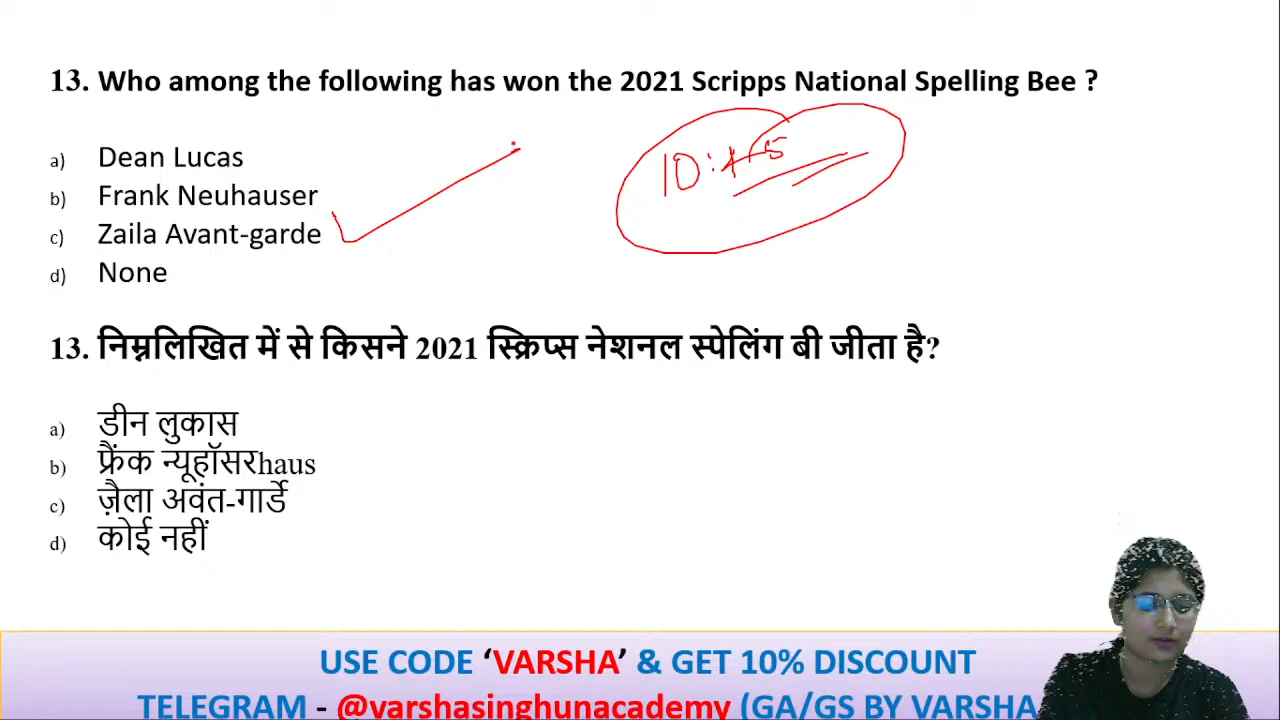 13. Who among the following has won the 2021 Scripps National Spelling Bee ?
a) Dean Lucas
b) Frank Neuhauser
c) Zaila Avant-garde
d) None
10:15
13. निम्नलिखित में से किसने 2021 स्क्रिप्स नेशनल स्पेलिंग बी जीता है?
a) डीन लुकास
b) फ्रैंक न्यूहॉसरhaus
c) ज़ैला अवंत-गार्डे
d) कोई नहीं
USE CODE ‘VARSHA’ & GET 10% DISCOUNT
TELEGRAM - @varshasinghunacademy (GA/GS BY VARSHA